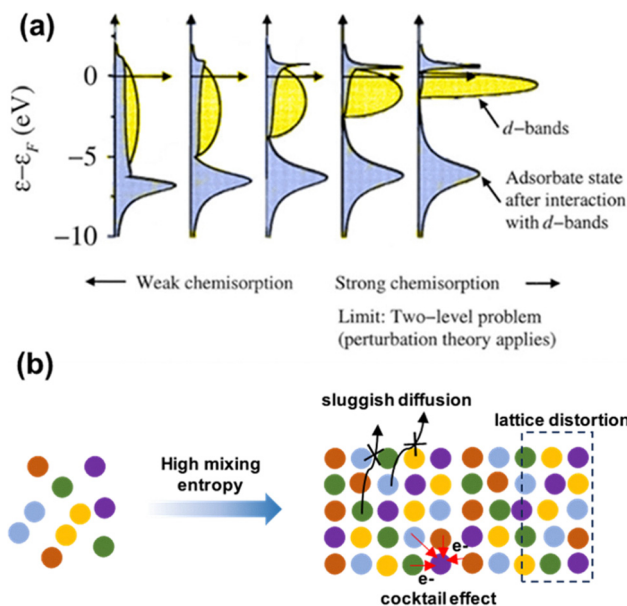 (a)
0
-5
-10
ε-ε_F (eV)
d-bands
Adsorbate state
after interaction
with d-bands
Weak chemisorption
Strong chemisorption
Limit: Two-level problem
(perturbation theory applies)
(b)
sluggish diffusion
lattice distortion
High mixing
entropy
e-
e-
cocktail effect